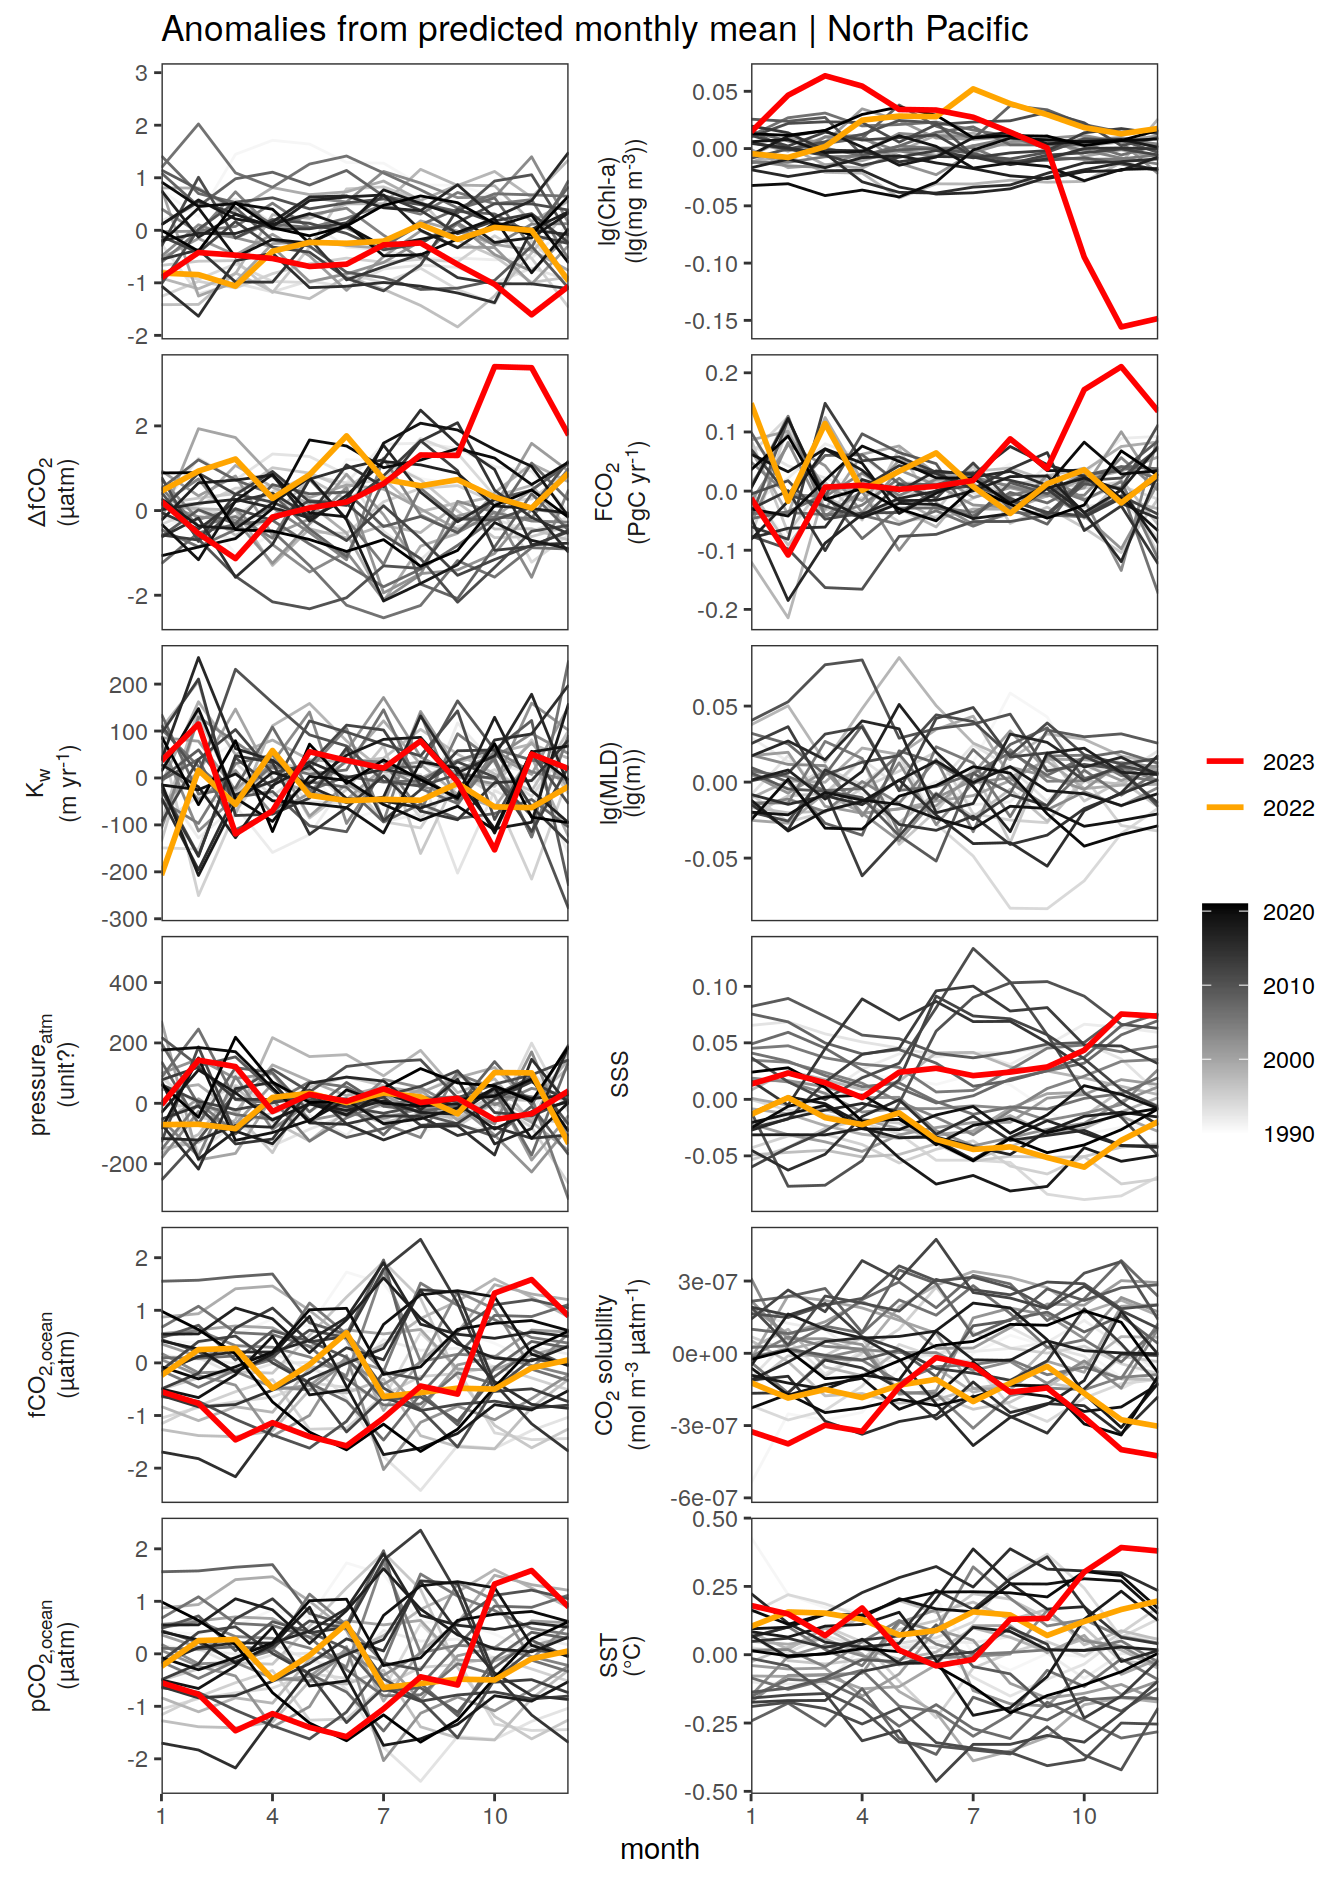 Anomalies from predicted monthly mean | North Pacific
3
2
1
0
-1
-2
lg(Chl-a)
(lg(mg m⁻³))
0.05
0.00
-0.05
-0.10
-0.15
ΔfCO₂
(µatm)
2
0
-2
FCO₂
(PgC yr⁻¹)
0.2
0.1
0.0
-0.1
-0.2
K_w
(m yr⁻¹)
200
100
0
-100
-200
-300
lg(MLD)
(lg(m))
0.05
0.00
-0.05
pressure_atm
(unit?)
400
200
0
-200
SSS
0.10
0.05
0.00
-0.05
fCO₂,ocean
(µatm)
2
1
0
-1
-2
CO₂ solubility
(mol m⁻³ µatm⁻¹)
3e-07
0e+00
-3e-07
-6e-07
pCO₂,ocean
(µatm)
2
1
0
-1
-2
SST
(°C)
0.50
0.25
0.00
-0.25
-0.50
1 4 7 10
1 4 7 10
month
2023
2022
2020
2010
2000
1990